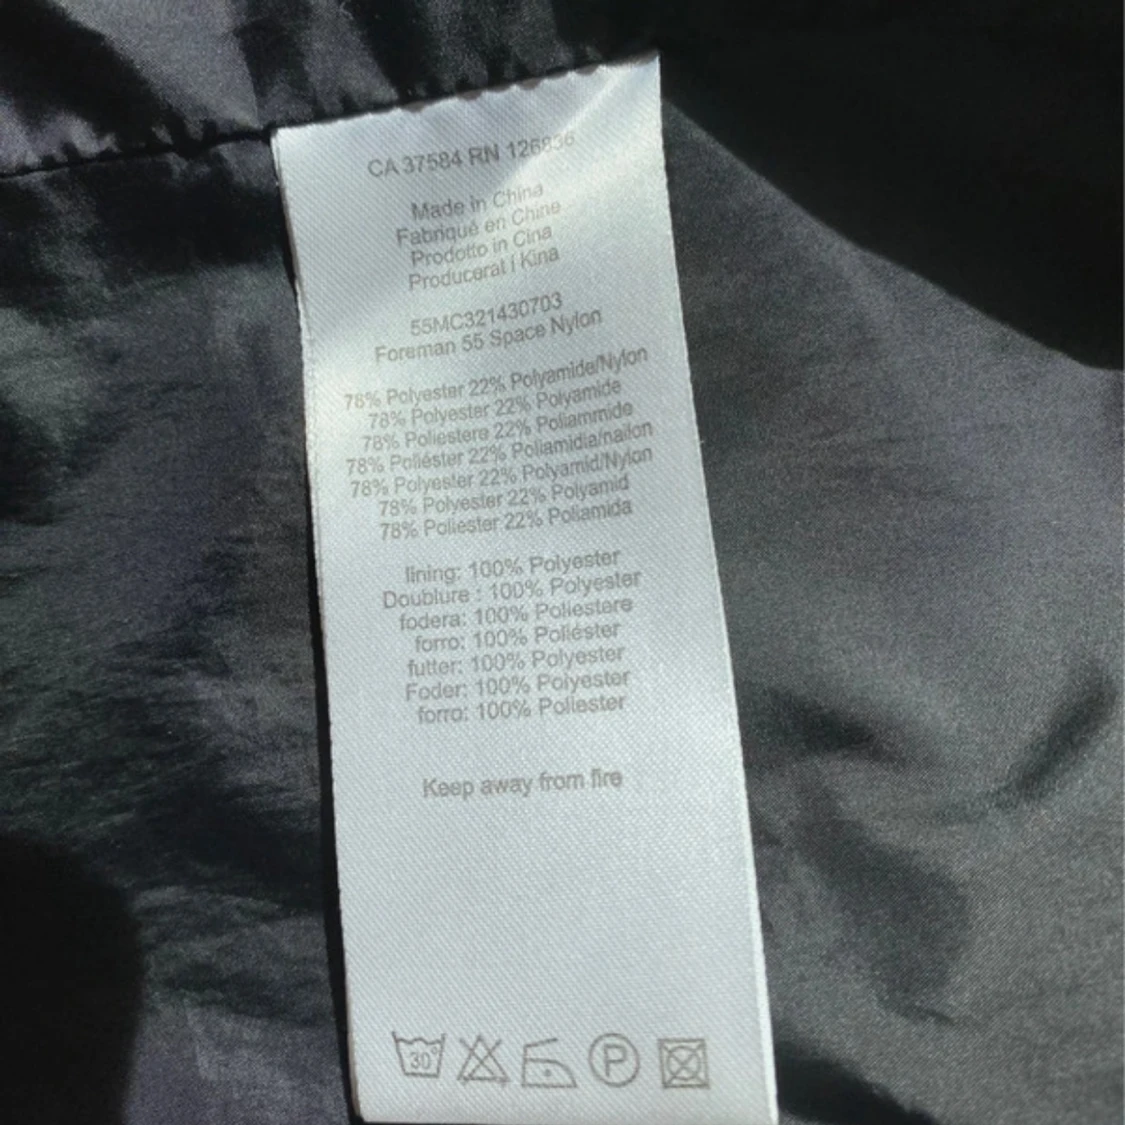 CA 37584 RN 126836
Made in China
Fabriqué en Chine
Prodotto in Cina
Producerat i Kina
55MC321430703
Foreman 55 Space Nylon
78% Polyester 22% Polyamide/Nylon
78% Polyester 22% Polyamide
78% Poliestere 22% Poliammide
78% Poliéster 22% Poliamidia/nailon
78% Polyester 22% Polyamid/Nylon
78% Polyester 22% Polyamid
78% Poliester 22% Poliamida
lining: 100% Polyester
Doublure : 100% Polyester
fodera: 100% Poliestere
forro: 100% Poliéster
futter: 100% Polyester
Foder: 100% Polyester
forro: 100% Poliester
Keep away from fire
30° P